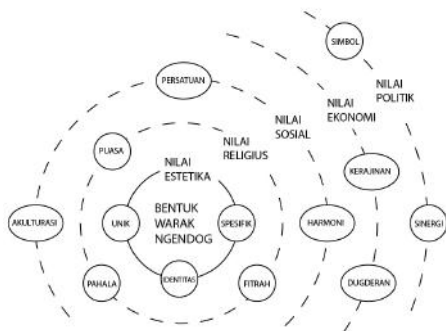 SIMBOL
NILAI
POLITIK
PERSATUAN
NILAI
EKONOMI
NILAI
SOSIAL
PUASA
NILAI
RELIGIUS
NILAI
ESTETIKA
KERAJINAN
BENTUK
WARAK
NGENDOG
AKULTURASI
UNIK
SPESIFIK
HARMONI
SINERGI
IDENTITAS
PAHALA
FITRAH
DUGDERAN